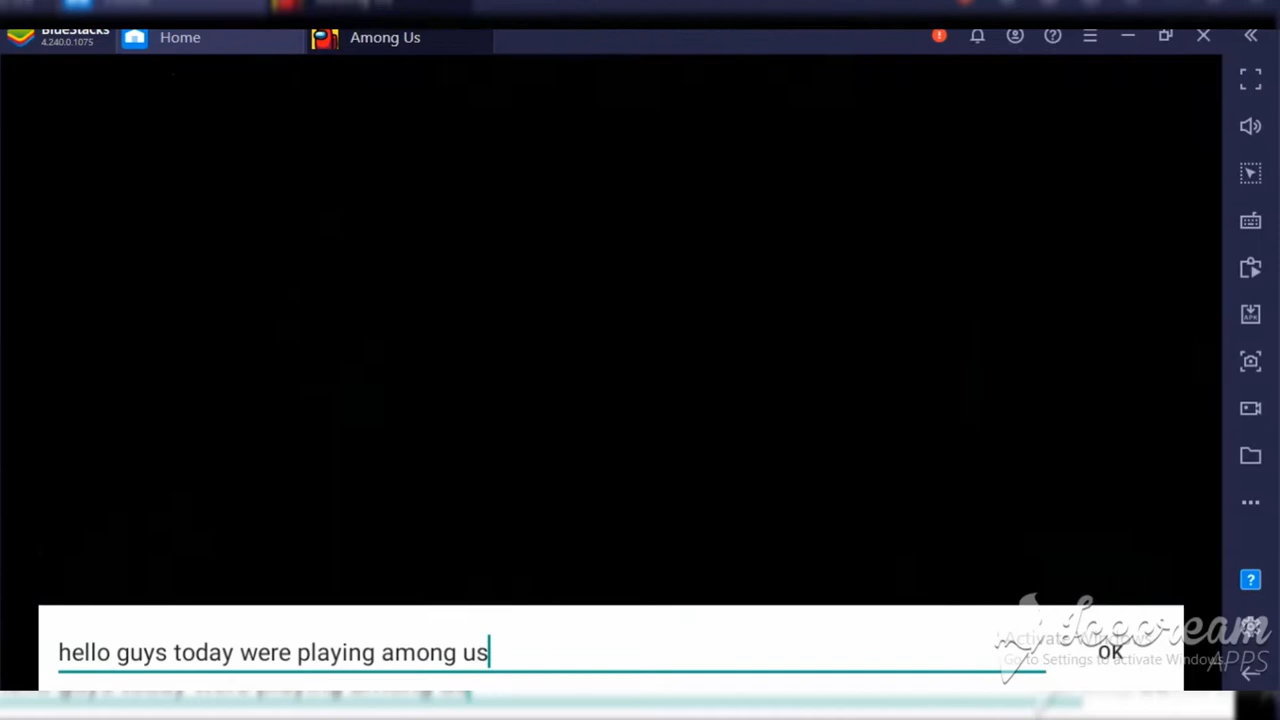 BlueStacks
4.240.0.1075
Home
Among Us
APK
?
hello guys today were playing among us
Activate Windows
Go to Settings to activate Windows.
OK
APPS